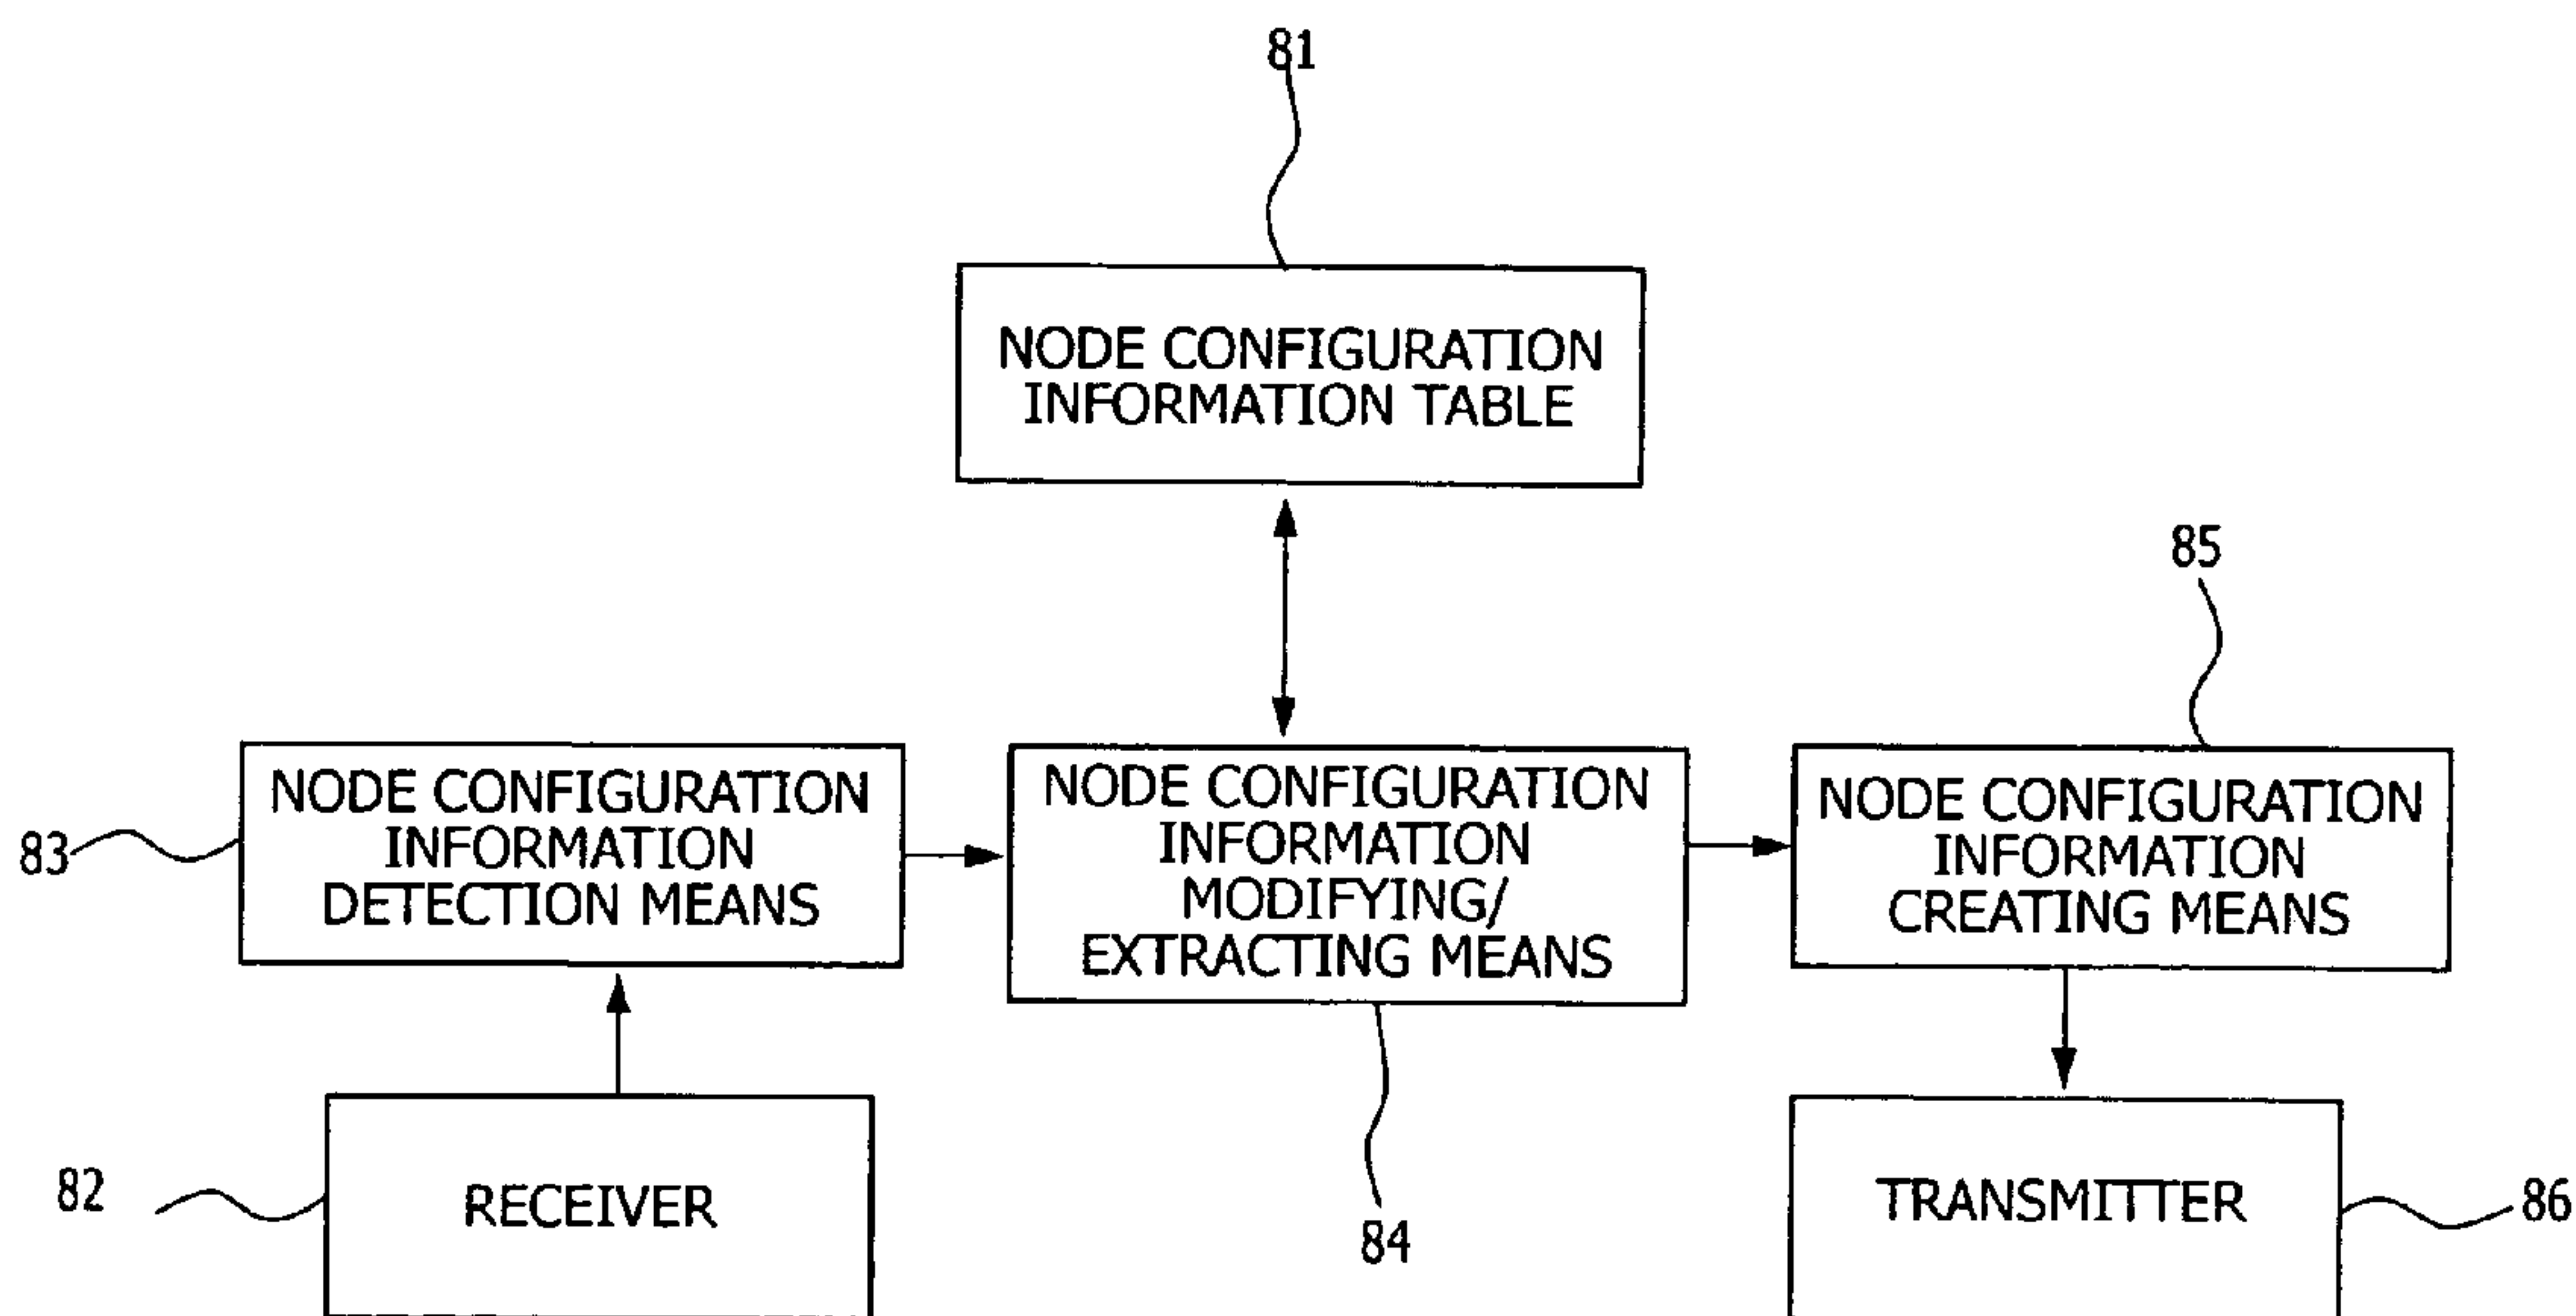 81
NODE CONFIGURATION
INFORMATION TABLE
85
83
NODE CONFIGURATION
INFORMATION
DETECTION MEANS
NODE CONFIGURATION
INFORMATION
MODIFYING/
EXTRACTING MEANS
NODE CONFIGURATION
INFORMATION
CREATING MEANS
82
RECEIVER
84
TRANSMITTER
86